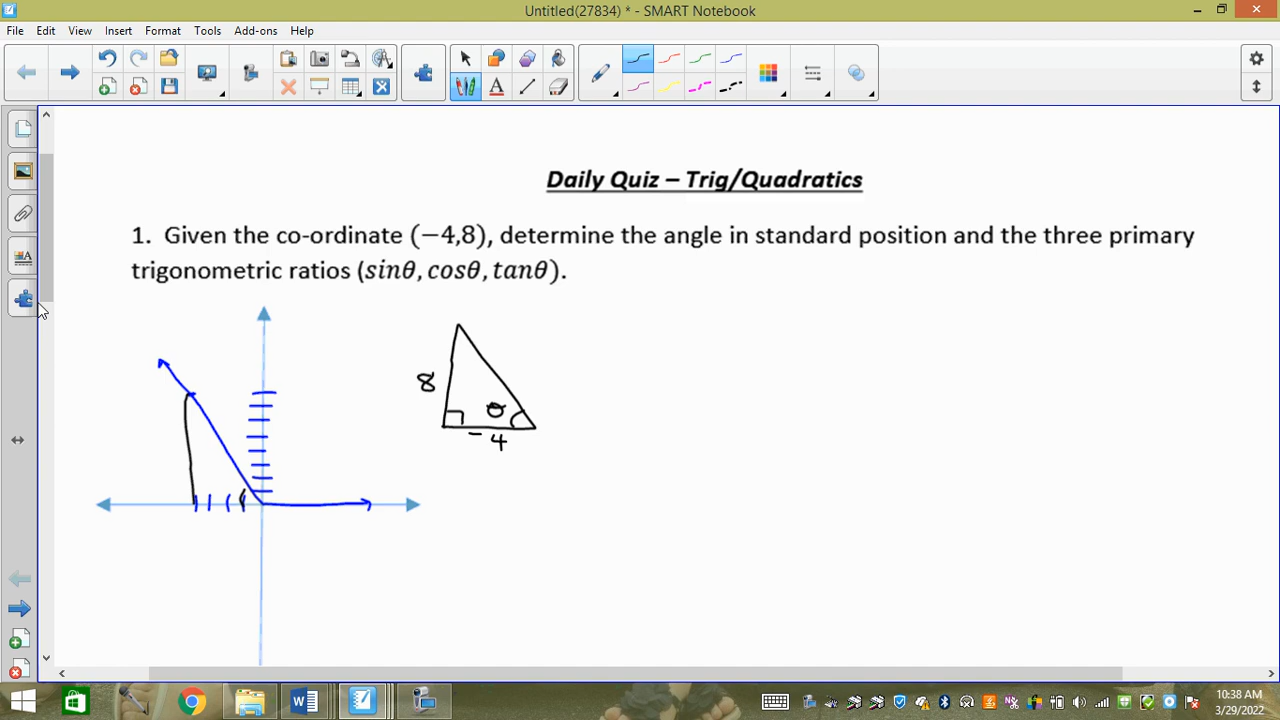 Untitled(27834) * - SMART Notebook
File Edit View Insert Format Tools Add-ons Help
Daily Quiz – Trig/Quadratics
1. Given the co-ordinate (−4,8), determine the angle in standard position and the three primary
trigonometric ratios (sinθ, cosθ, tanθ).
8
θ
-4
10:38 AM
3/29/2022